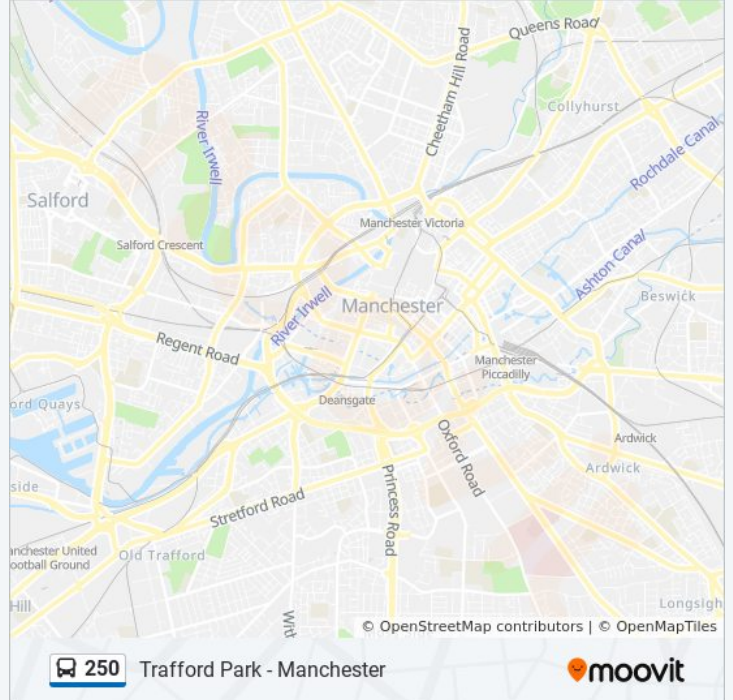 Queens Road
Cheetham Hill Road
Collyhurst
River Irwell
Rochdale Canal
Salford
Manchester Victoria
Salford Crescent
Ashton Canal
Beswick
River Irwell
Manchester
Regent Road
Manchester
Piccadilly
Deansgate
ord Quays
Oxford Road
Ardwick
Ardwick
side
Princess Road
Stretford Road
anchester United
ootball Ground
Old Trafford
Hill
Longsigh
Witl
© OpenStreetMap contributors | © OpenMapTiles
250 Trafford Park - Manchester
moovit